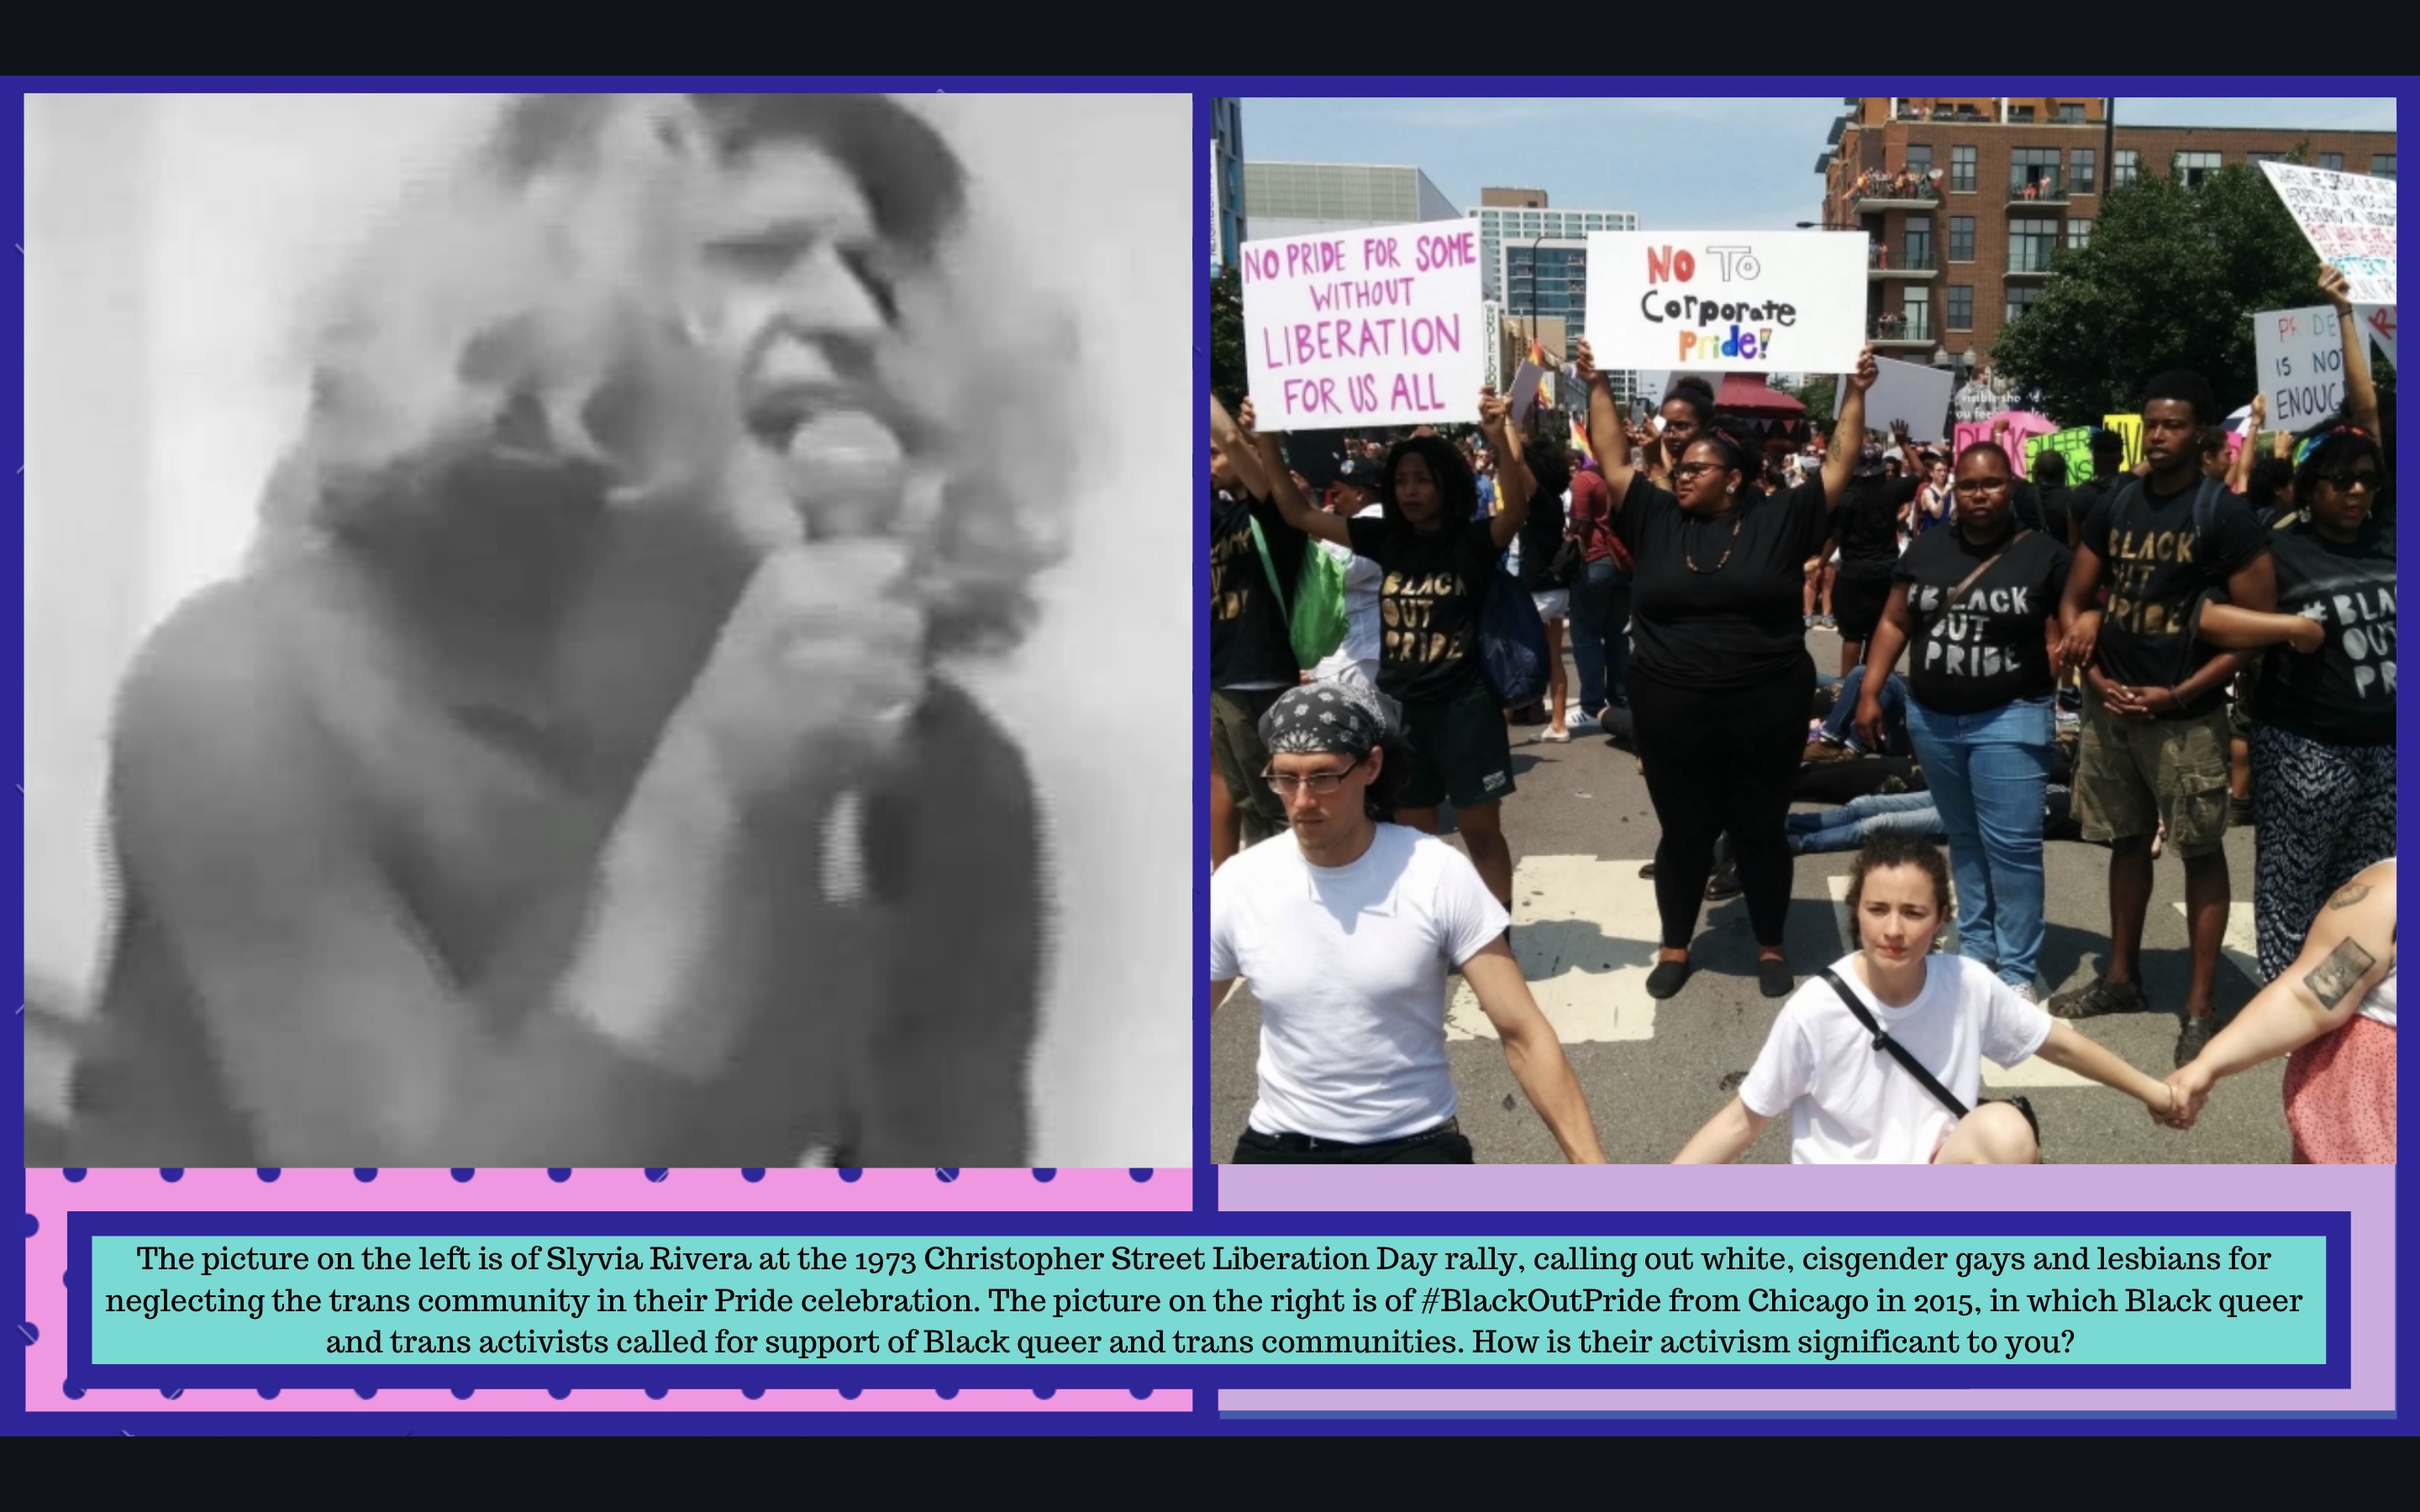 NO PRIDE FOR SOME
WITHOUT
LIBERATION
FOR US ALL
NO TO
Corporate
Pride!
PRIDE
IS NOT
QUEER
BLACK
OUT
PRIDE
#BLACK
OUT
PRIDE
BLACK
OUT
PRIDE
The picture on the left is of Slyvia Rivera at the 1973 Christopher Street Liberation Day rally, calling out white, cisgender gays and lesbians for
neglecting the trans community in their Pride celebration. The picture on the right is of #BlackOutPride from Chicago in 2015, in which Black queer
and trans activists called for support of Black queer and trans communities. How is their activism significant to you?